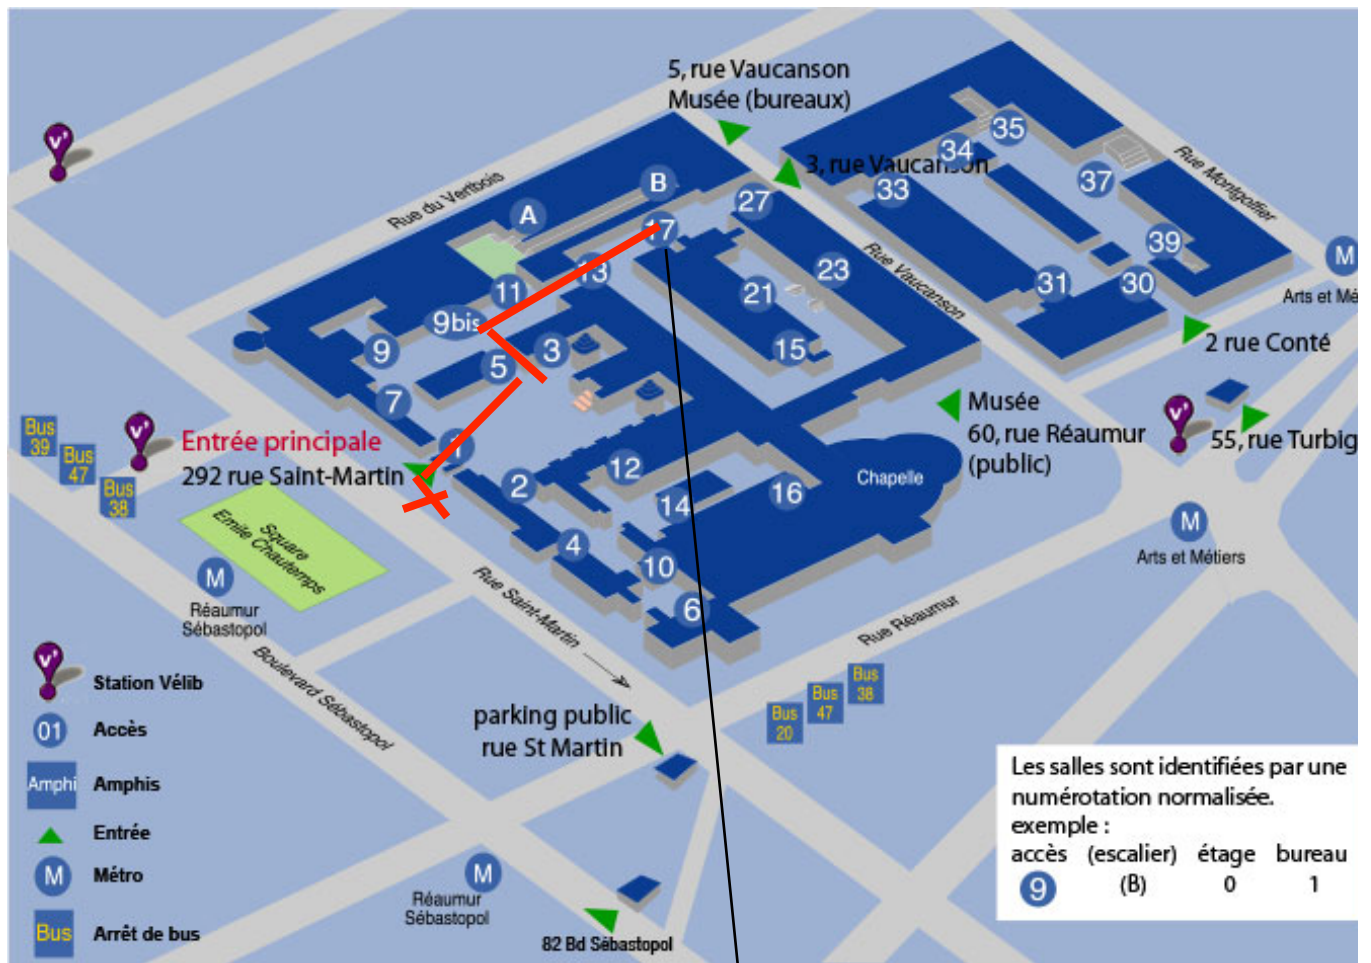 5, rue Vaucanson
Musée (bureaux)
3, rue Vaucanson
Rue du Vertbois
Rue Montgolfier
Rue Vaucanson
A
B
17
27
33
34
35
37
39
31
30
23
21
15
13
11
9bis
9
7
5
3
1
2
4
12
14
16
10
6
M
Arts et Mé
2 rue Conté
Musée
60, rue Réaumur
(public)
55, rue Turbig
Chapelle
M
Arts et Métiers
Bus
39
Bus
47
Bus
38
Entrée principale
292 rue Saint-Martin
Square
Emile Chautemps
M
Réaumur
Sébastopol
Rue Saint-Martin
Rue Réaumur
Boulevard Sébastopol
Bus
20
Bus
47
Bus
38
parking public
rue St Martin
M
Réaumur
Sébastopol
82 Bd Sébastopol
v'
v'
v'
v'
Station Vélib
01
Accès
Amphi
Amphis
Entrée
M
Métro
Bus
Arrêt de bus
Les salles sont identifiées par une
numérotation normalisée.
exemple :
accès (escalier) étage bureau
9 (B) 0 1